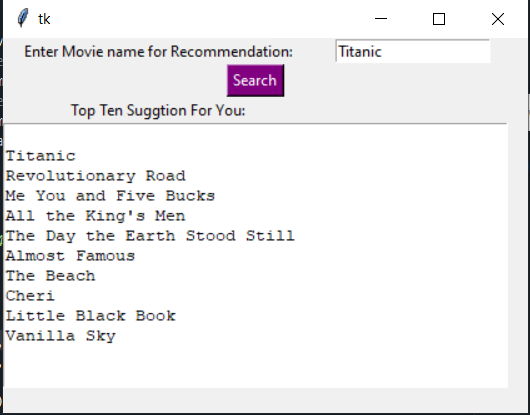 tk
Enter Movie name for Recommendation: Titanic
Search
Top Ten Suggtion For You:
Titanic
Revolutionary Road
Me You and Five Bucks
All the King's Men
The Day the Earth Stood Still
Almost Famous
The Beach
Cheri
Little Black Book
Vanilla Sky